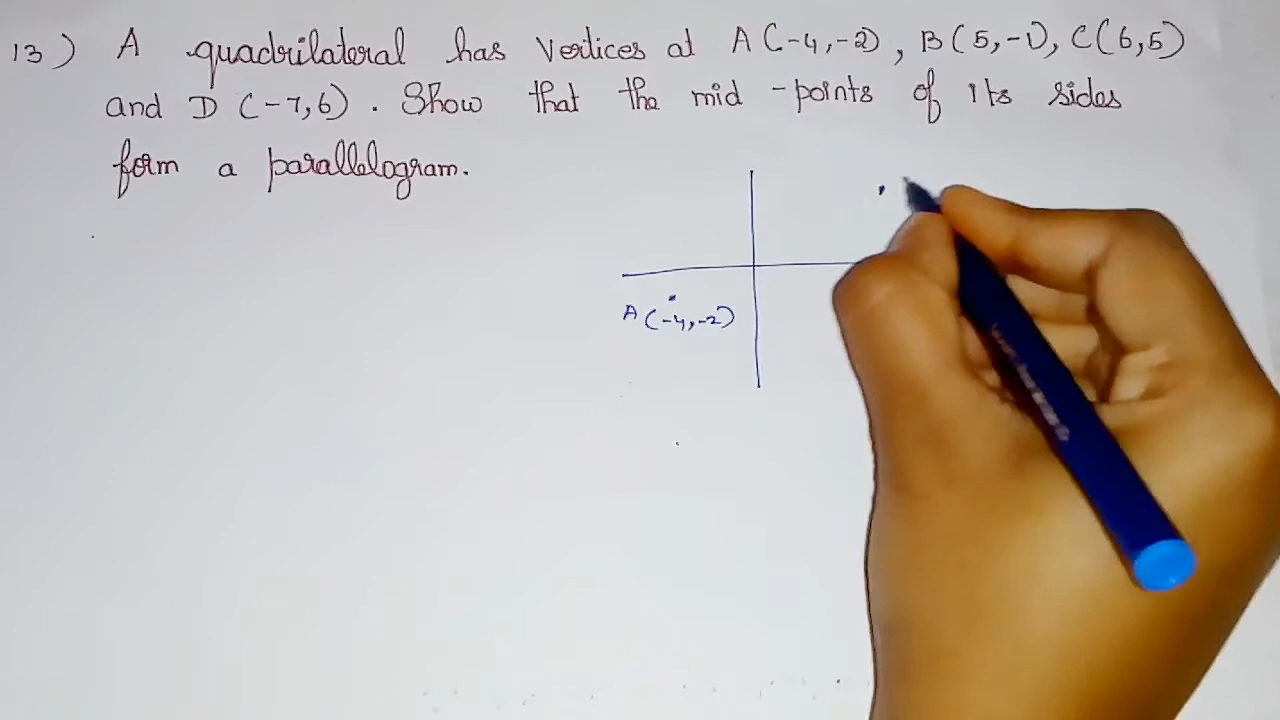 13) A quadrilateral has vertices at A(-4,-2), B(5,-1), C(6,5)
and D (-7,6). Show that the mid-points of its sides
form a parallelogram.
A(-4,-2)